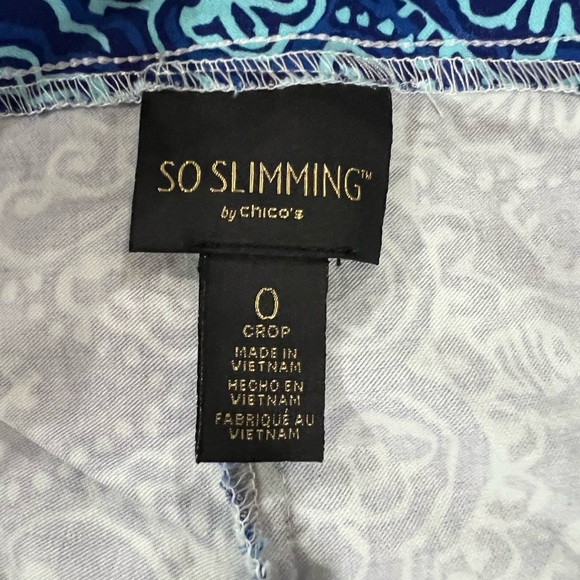 SO SLIMMING™
by chico's
0
CROP
MADE IN
VIETNAM
HECHO EN
VIETNAM
FABRIQUÉ AU
VIETNAM